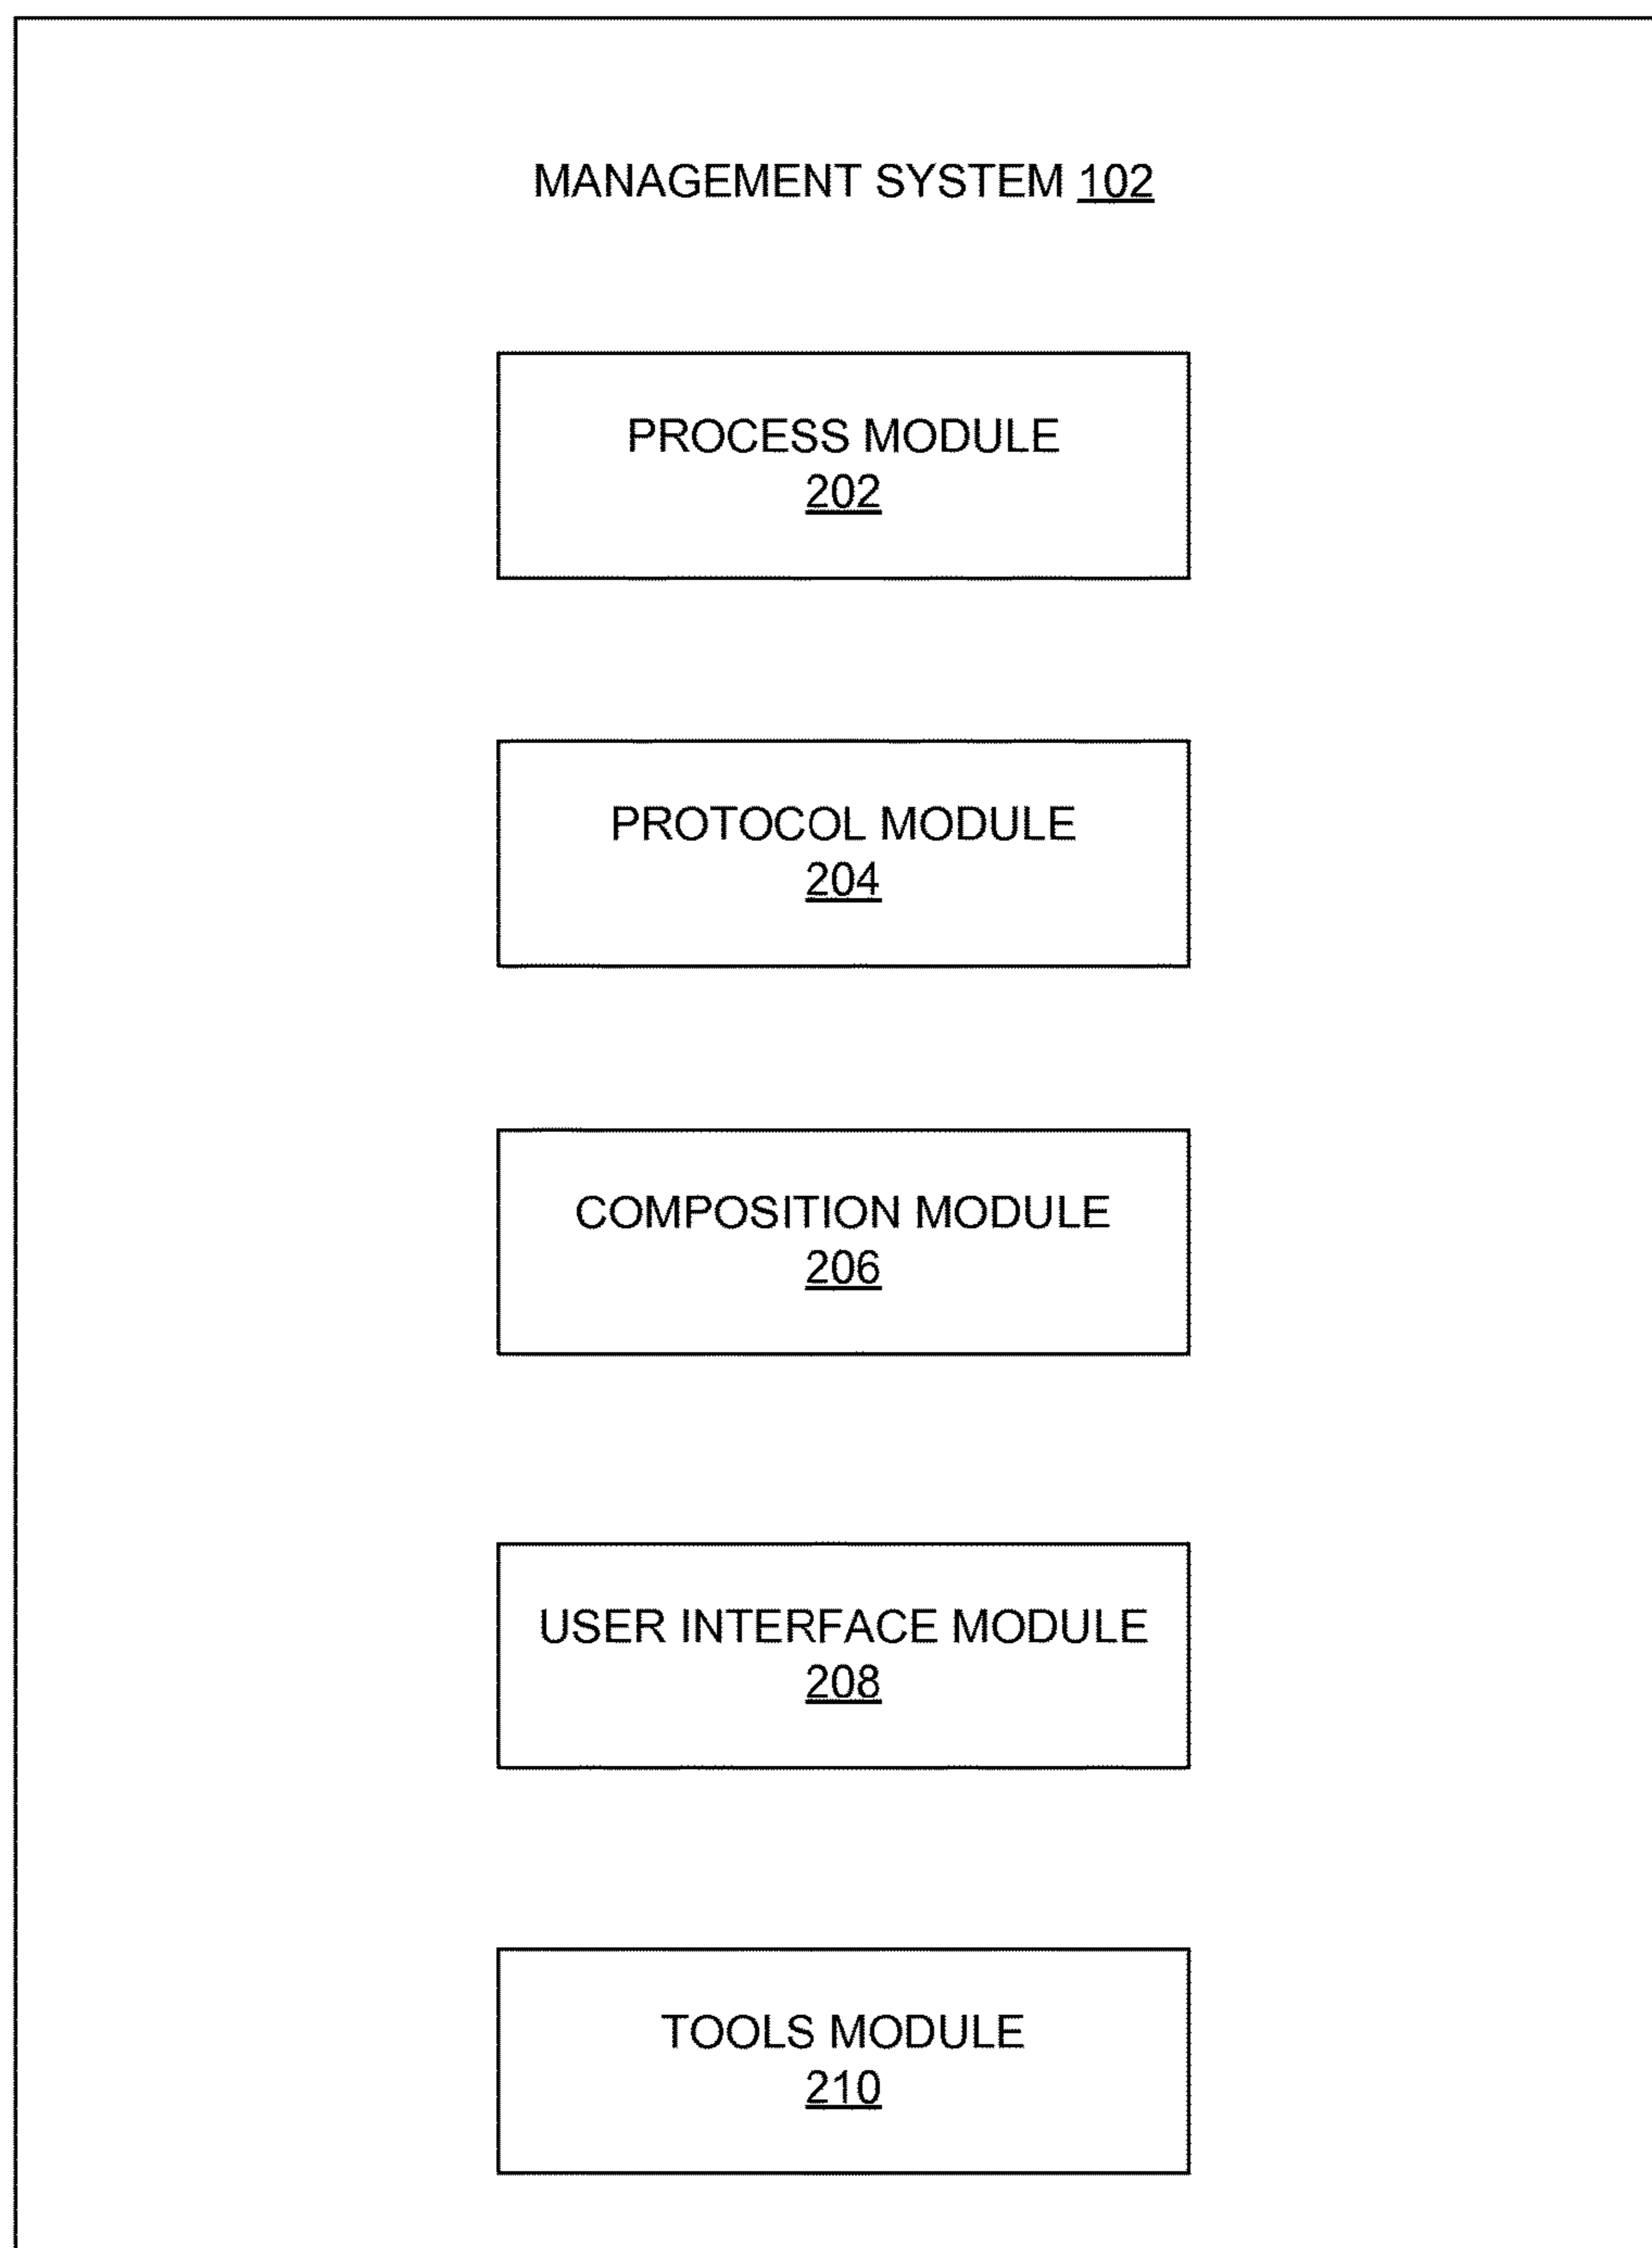 MANAGEMENT SYSTEM 102
PROCESS MODULE
202
PROTOCOL MODULE
204
COMPOSITION MODULE
206
USER INTERFACE MODULE
208
TOOLS MODULE
210